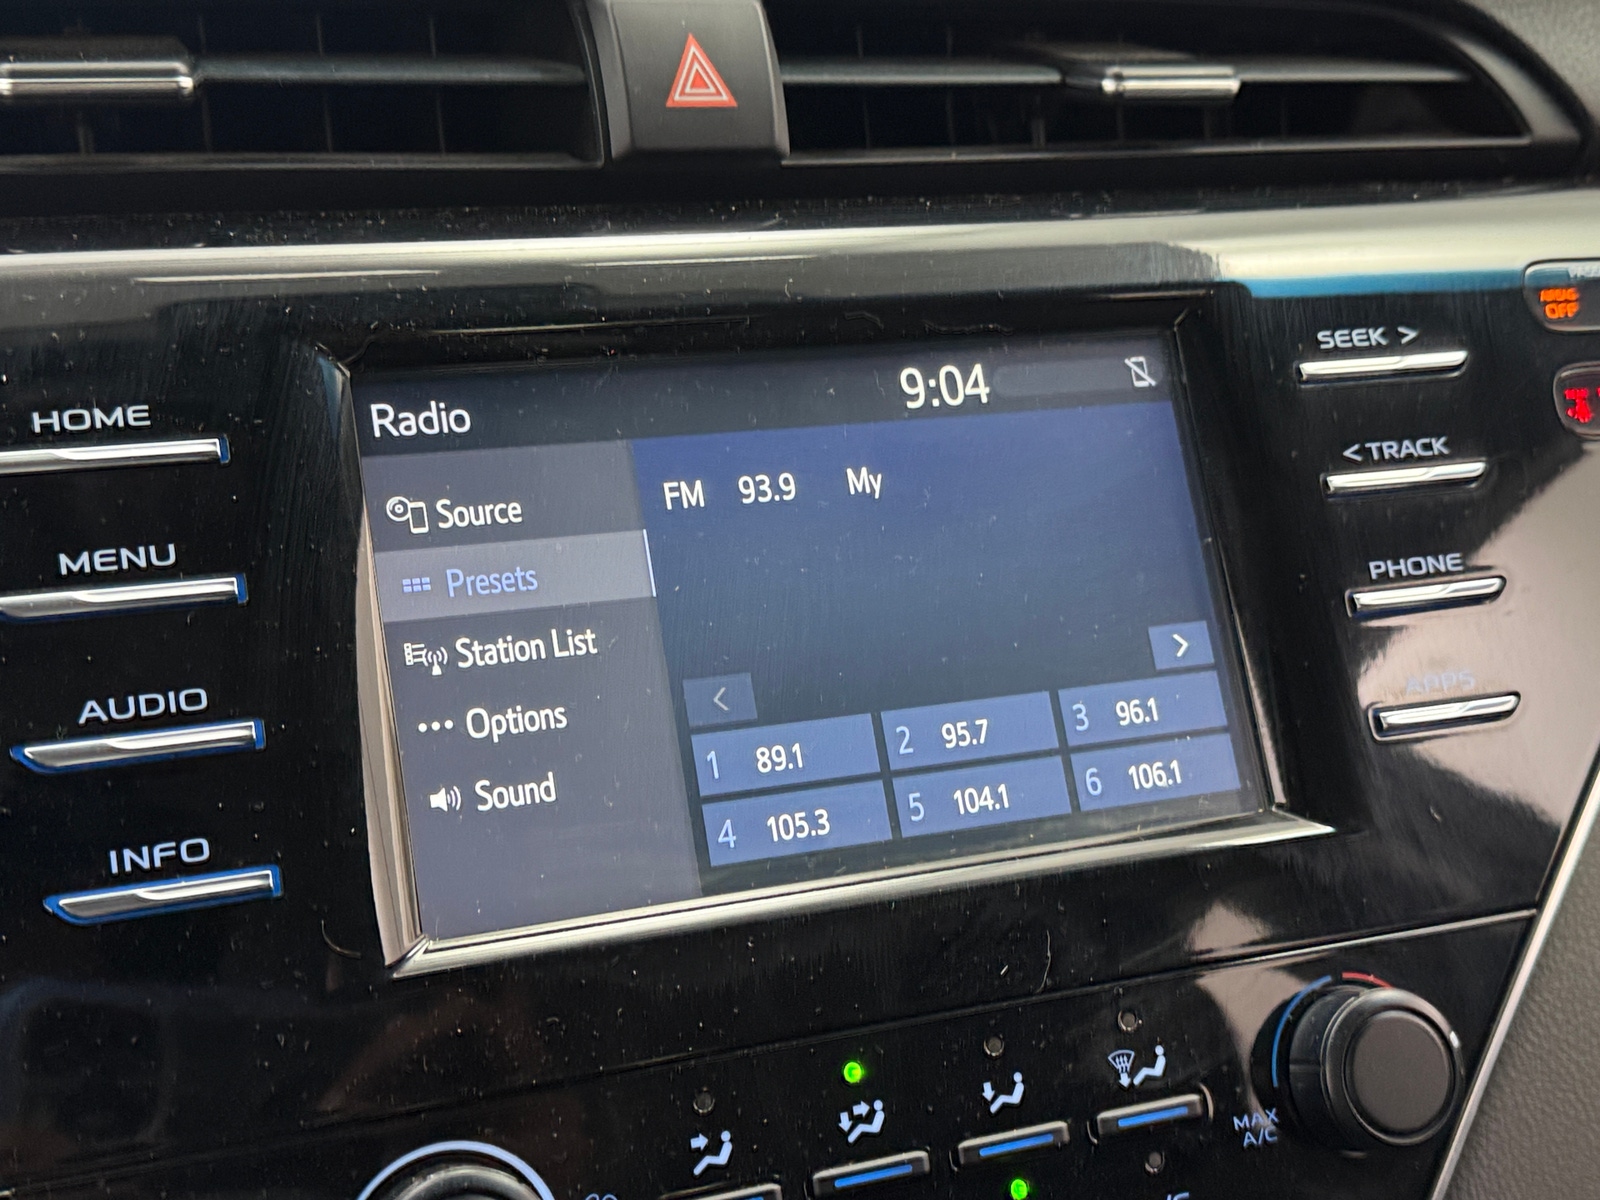 Radio
9:04
Source
Presets
Station List
Options
Sound
FM 93.9 My
<
>
1 89.1
2 95.7
3 96.1
4 105.3
5 104.1
6 106.1
HOME
MENU
AUDIO
INFO
SEEK >
< TRACK
PHONE
APPS
OFF
MAX
A/C